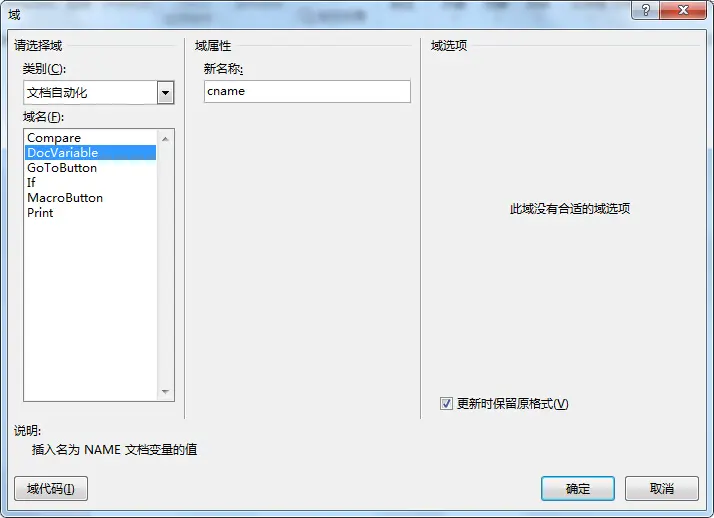 域
请选择域
类别(C):
文档自动化
域名(F):
Compare
DocVariable
GoToButton
If
MacroButton
Print
域属性
新名称:
cname
域选项
此域没有合适的域选项
更新时保留原格式(V)
说明:
插入名为 NAME 文档变量的值
域代码(I)
确定
取消